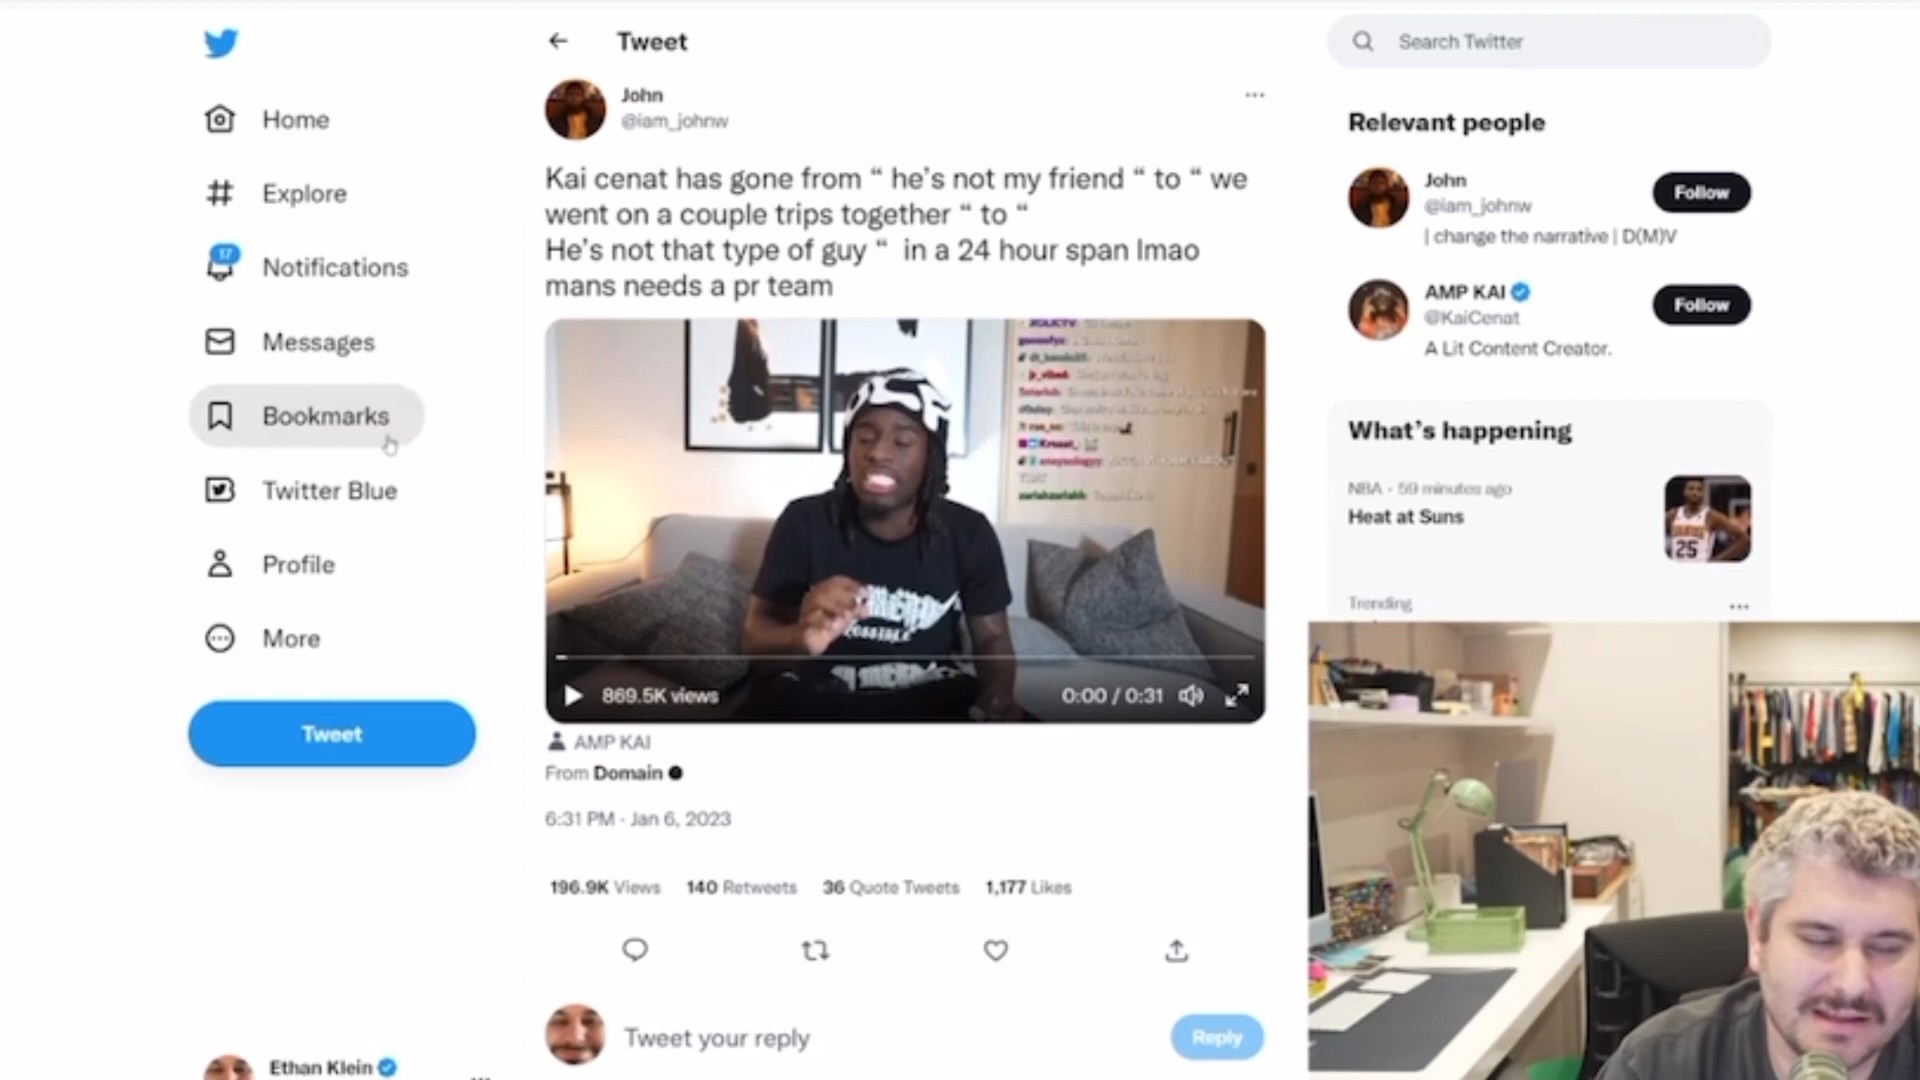 Home
Explore
17
Notifications
Messages
Bookmarks
Twitter Blue
Profile
More
Tweet
Ethan Klein
Tweet
John
@iam_johnw
Kai cenat has gone from “ he’s not my friend “ to “ we
went on a couple trips together “ to “
He’s not that type of guy “ in a 24 hour span lmao
mans needs a pr team
869.5K views
0:00 / 0:31
AMP KAI
From Domain
6:31 PM · Jan 6, 2023
196.9K Views 140 Retweets 36 Quote Tweets 1,177 Likes
Tweet your reply
Reply
Search Twitter
Relevant people
John
@iam_johnw
Follow
| change the narrative | D(M)V
AMP KAI
@KaiCenat
Follow
A Lit Content Creator.
What’s happening
NBA · 59 minutes ago
Heat at Suns
25
Trending